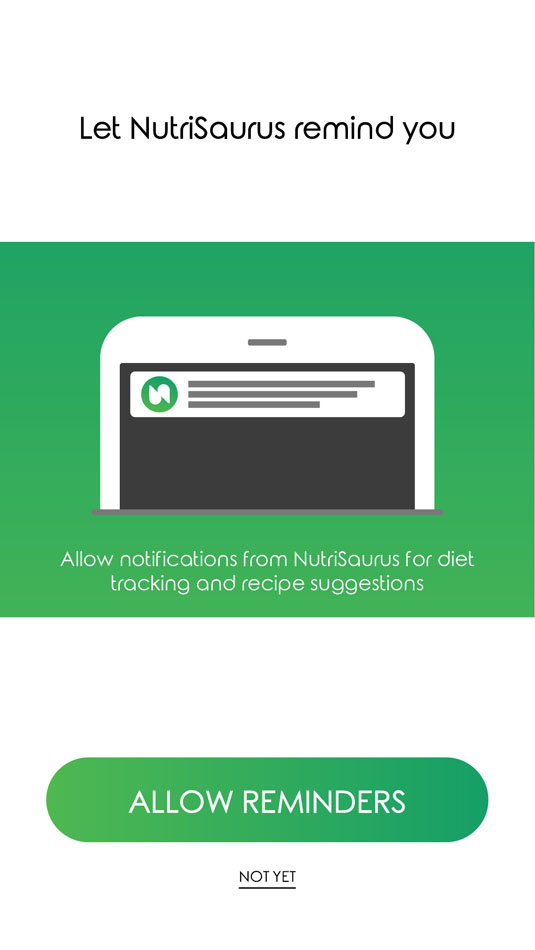 Let NutriSaurus remind you
Allow notifications from NutriSaurus for diet
tracking and recipe suggestions
ALLOW REMINDERS
NOT YET